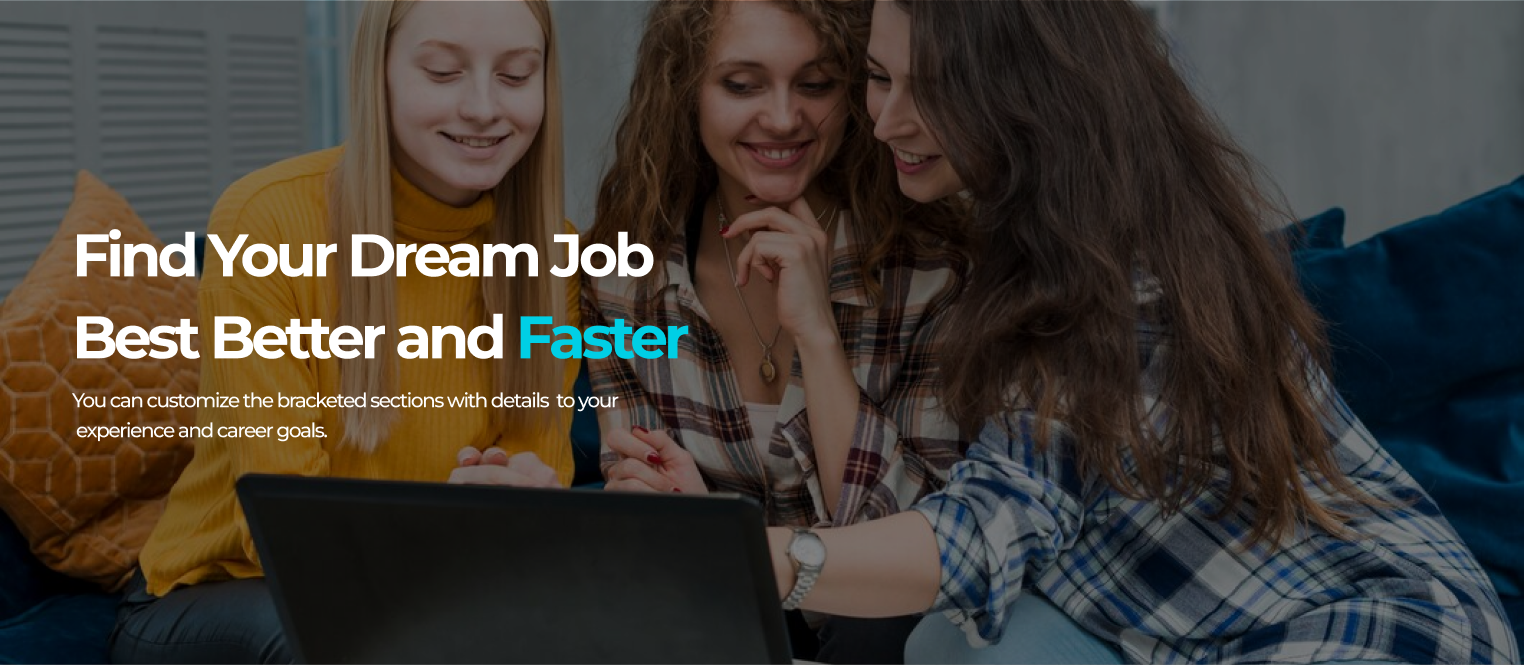 Find Your Dream Job
Best Better and Faster
You can customize the bracketed sections with details to your
experience and career goals.